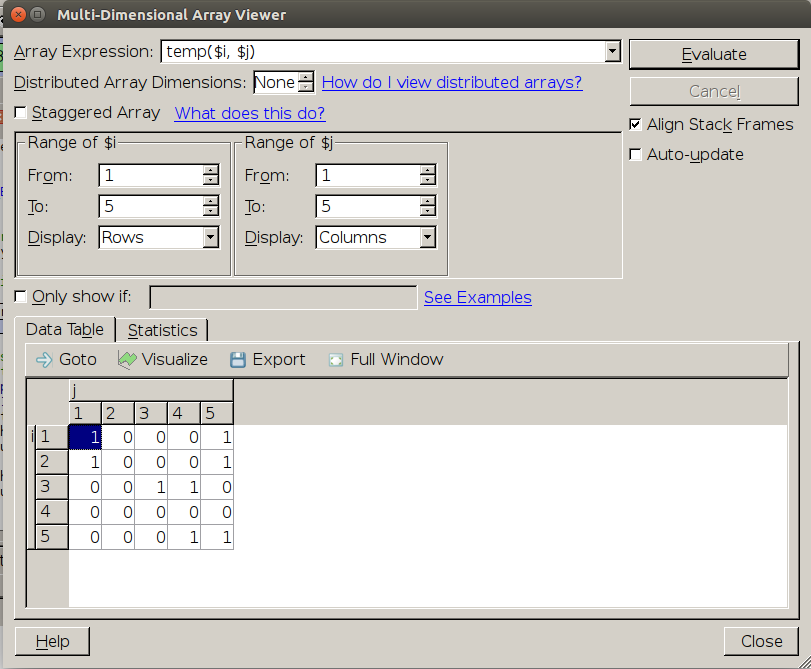 Multi-Dimensional Array Viewer
Array Expression: temp($i, $j) Evaluate
Distributed Array Dimensions: None How do I view distributed arrays? Cancel
Staggered Array What does this do? Align Stack Frames
Auto-update
Range of $i Range of $j
From: 1 From: 1
To: 5 To: 5
Display: Rows Display: Columns
Only show if: See Examples
Data Table Statistics
Goto Visualize Export Full Window
j
1 2 3 4 5
i 1 1 0 0 0 1
2 1 0 0 0 1
3 0 0 1 1 0
4 0 0 0 0 0
5 0 0 0 1 1
Help Close